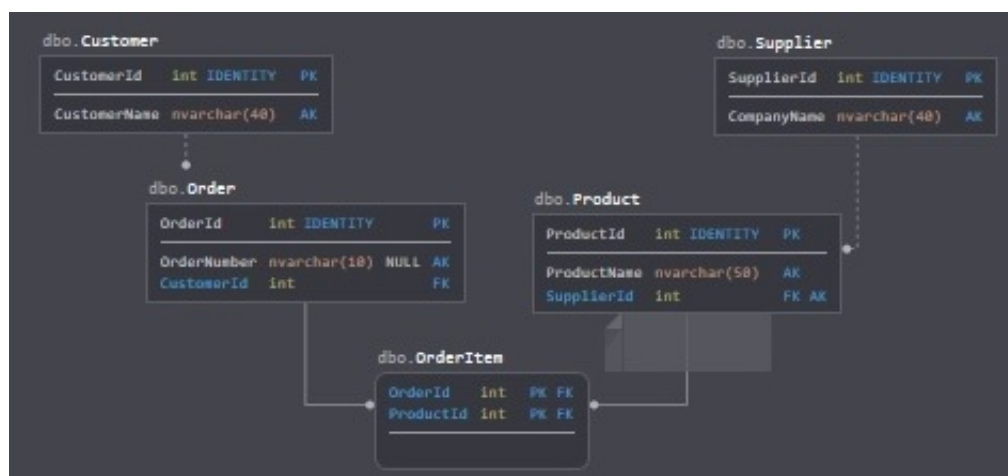 dbo.Customer
CustomerId int IDENTITY PK
CustomerName nvarchar(40) AK
dbo.Supplier
SupplierId int IDENTITY PK
CompanyName nvarchar(40) AK
dbo.Order
OrderId int IDENTITY PK
OrderNumber nvarchar(10) NULL AK
CustomerId int FK
dbo.Product
ProductId int IDENTITY PK
ProductName nvarchar(50) AK
SupplierId int FK AK
dbo.OrderItem
OrderId int PK FK
ProductId int PK FK